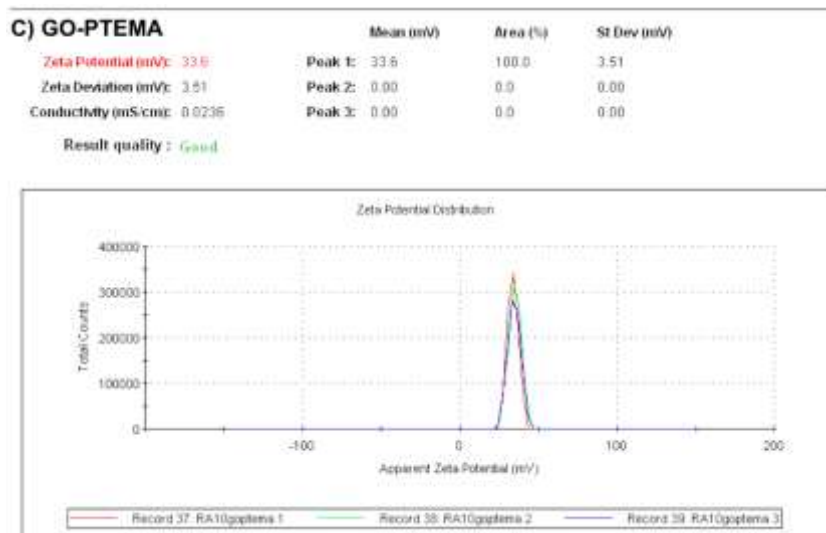 C) GO-PTEMA
Mean (mV) Area (%) St Dev (mV)
Zeta Potential (mV): 33.6 Peak 1: 33.6 100.0 3.51
Zeta Deviation (mV): 3.51 Peak 2: 0.00 0.0 0.00
Conductivity (mS/cm): 0.0236 Peak 3: 0.00 0.0 0.00
Result quality : Good
Zeta Potential Distribution
400000
300000
200000
100000
0
Total Counts
-100 0 100 200
Apparent Zeta Potential (mV)
Record 37: RA10goptema 1 Record 38: RA10goptema 2 Record 39: RA10goptema 3